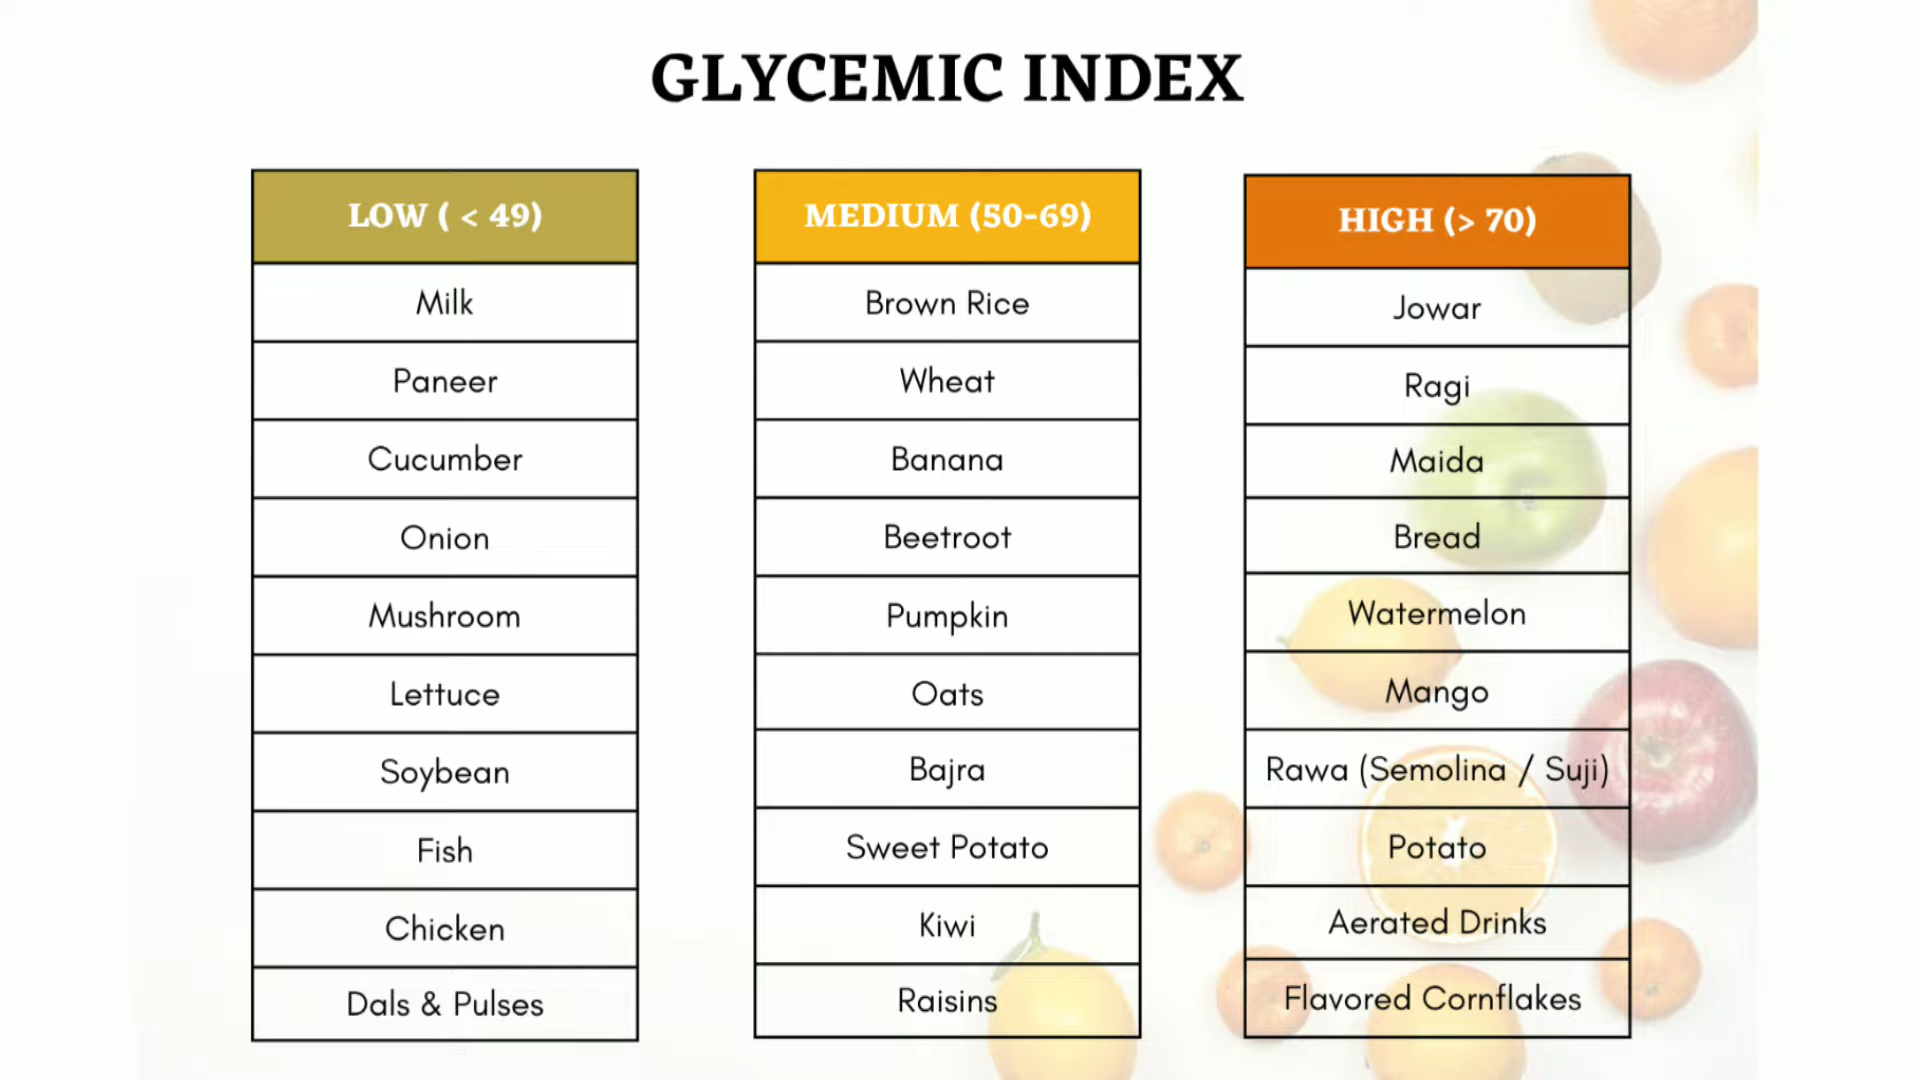 GLYCEMIC INDEX
LOW ( < 49)
Milk
Paneer
Cucumber
Onion
Mushroom
Lettuce
Soybean
Fish
Chicken
Dals & Pulses
MEDIUM (50-69)
Brown Rice
Wheat
Banana
Beetroot
Pumpkin
Oats
Bajra
Sweet Potato
Kiwi
Raisins
HIGH (> 70)
Jowar
Ragi
Maida
Bread
Watermelon
Mango
Rawa (Semolina / Suji)
Potato
Aerated Drinks
Flavored Cornflakes